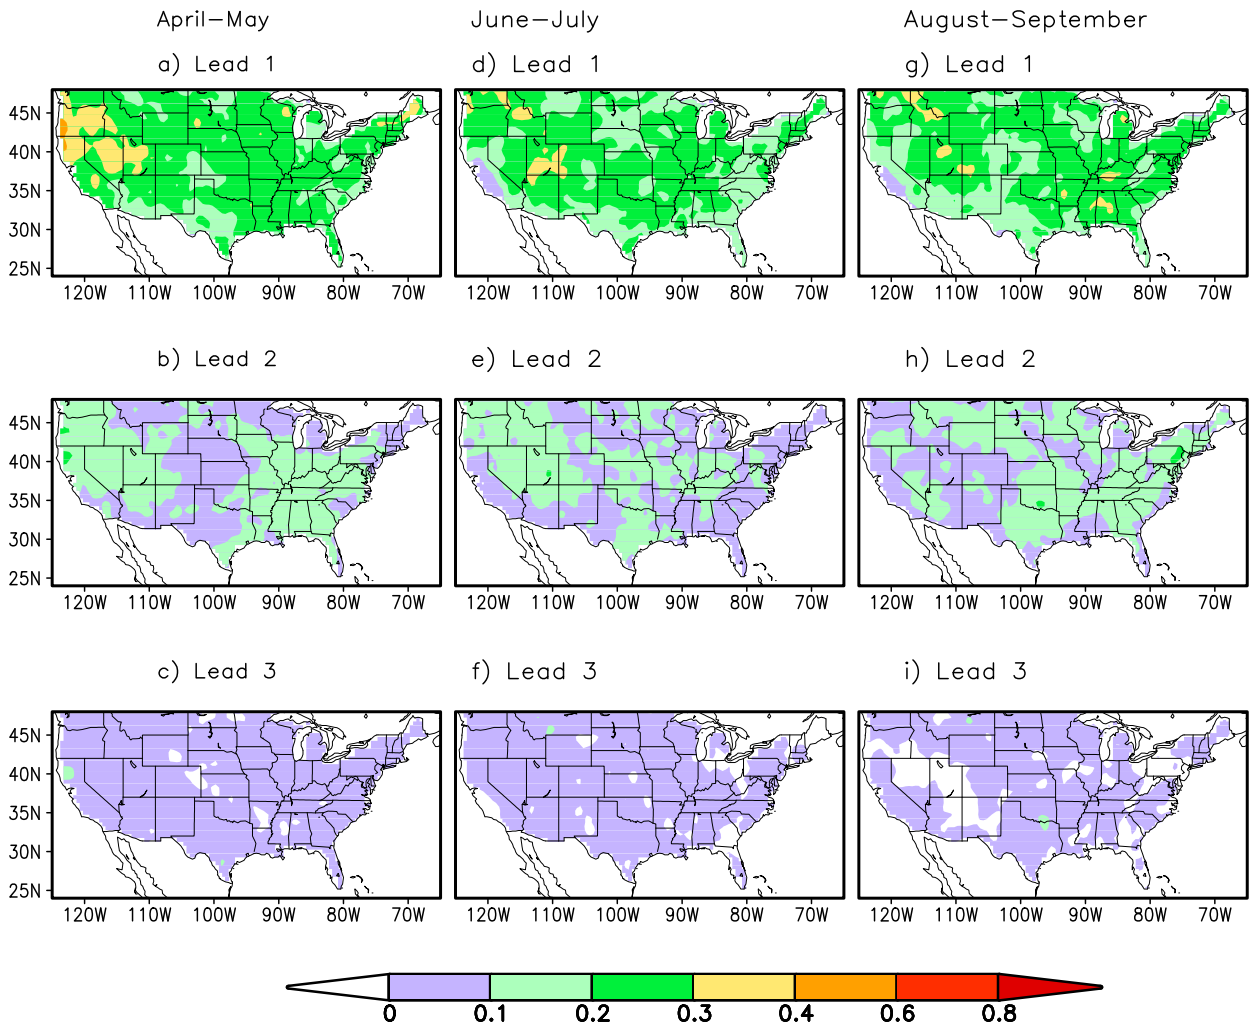 April–May June–July August–September
a) Lead 1 d) Lead 1 g) Lead 1
45N
40N
35N
30N
25N
120W 110W 100W 90W 80W 70W 120W 110W 100W 90W 80W 70W 120W 110W 100W 90W 80W 70W
b) Lead 2 e) Lead 2 h) Lead 2
45N
40N
35N
30N
25N
120W 110W 100W 90W 80W 70W 120W 110W 100W 90W 80W 70W 120W 110W 100W 90W 80W 70W
c) Lead 3 f) Lead 3 i) Lead 3
45N
40N
35N
30N
25N
120W 110W 100W 90W 80W 70W 120W 110W 100W 90W 80W 70W 120W 110W 100W 90W 80W 70W
0 0.1 0.2 0.3 0.4 0.6 0.8